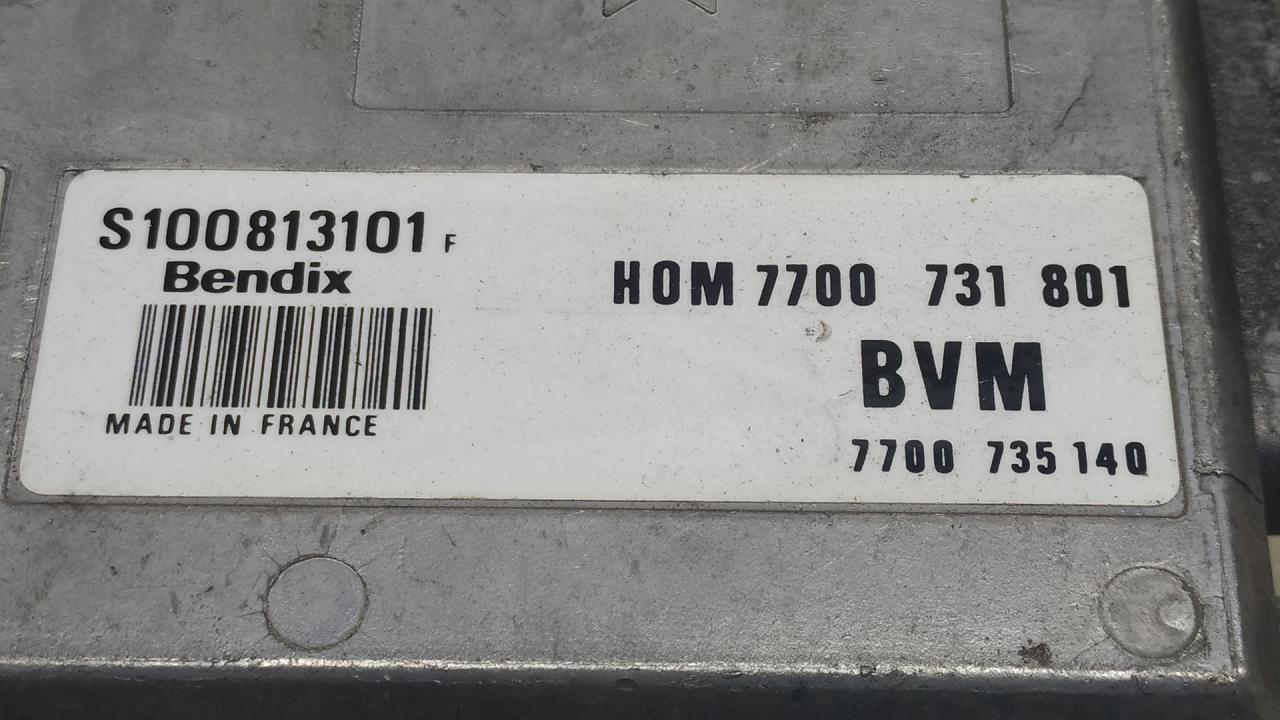 S100813101 F
Bendix
MADE IN FRANCE
HOM 7700 731 801
BVM
7700 735 140